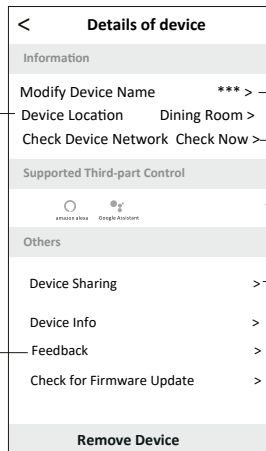 < Details of device
Information
Modify Device Name *** >
Device Location Dining Room >
Check Device Network Check Now >
Supported Third-part Control
amazon alexa Google Assistant
Others
Device Sharing >
Device Info >
Feedback >
Check for Firmware Update >
Remove Device